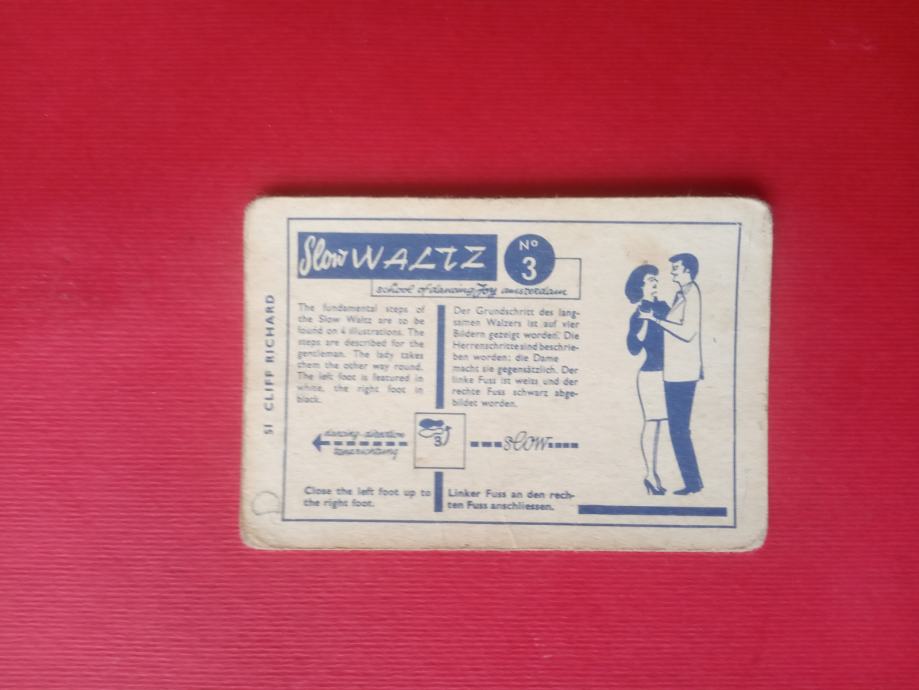 Slow WALTZ
No
3
school of dancing Joy amsterdam
The fundamental steps of
the Slow Waltz are to be
found on 4 illustrations. The
steps are described for the
gentleman. The lady takes
them the other way round.
The left foot is featured in
white, the right foot in
black.
Der Grundschritt des lang-
samen Walzers ist auf vier
Bildern gezeigt worden. Die
Herrenschritte sind beschrie-
ben worden; die Dame
macht sie gegensätzlich. Der
linke Fuss ist weiss und der
rechte Fuss schwarz abge-
bildet worden.
dancing-direction
tanzrichtung
3
slow
Close the left foot up to
the right foot.
Linker Fuss an den rech-
ten Fuss anschliessen.
51 CLIFF RICHARD